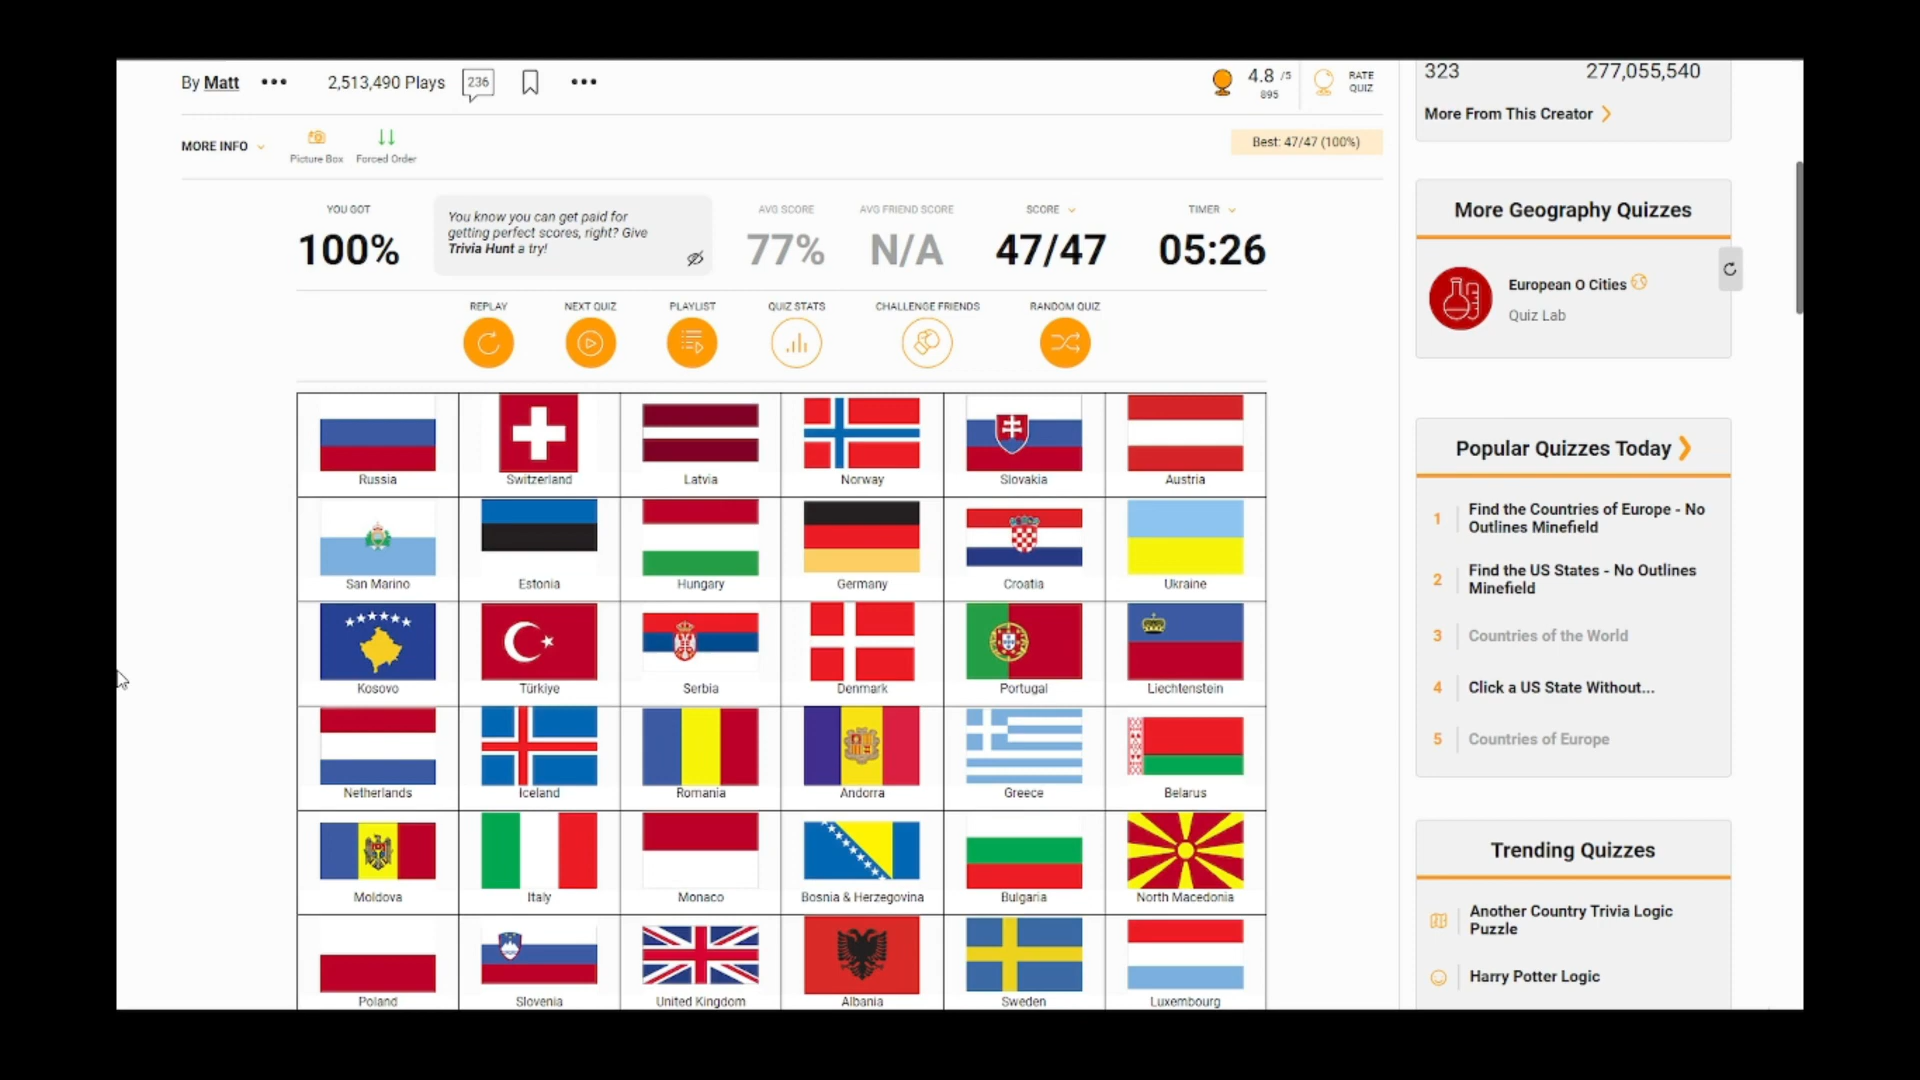 By Matt
2,513,490 Plays
236
4.8 /5
895
RATE
QUIZ
MORE INFO
Picture Box
Forced Order
Best: 47/47 (100%)
YOU GOT
100%
You know you can get paid for
getting perfect scores, right? Give
Trivia Hunt a try!
AVG SCORE
77%
AVG FRIEND SCORE
N/A
SCORE
47/47
TIMER
05:26
REPLAY
NEXT QUIZ
PLAYLIST
QUIZ STATS
CHALLENGE FRIENDS
RANDOM QUIZ
Russia
Switzerland
Latvia
Norway
Slovakia
Austria
San Marino
Estonia
Hungary
Germany
Croatia
Ukraine
Kosovo
Türkiye
Serbia
Denmark
Portugal
Liechtenstein
Netherlands
Iceland
Romania
Andorra
Greece
Belarus
Moldova
Italy
Monaco
Bosnia & Herzegovina
Bulgaria
North Macedonia
Poland
Slovenia
United Kingdom
Albania
Sweden
Luxembourg
323
277,055,540
More From This Creator
More Geography Quizzes
European O Cities
Quiz Lab
Popular Quizzes Today
1
Find the Countries of Europe - No
Outlines Minefield
2
Find the US States - No Outlines
Minefield
3
Countries of the World
4
Click a US State Without...
5
Countries of Europe
Trending Quizzes
Another Country Trivia Logic
Puzzle
Harry Potter Logic